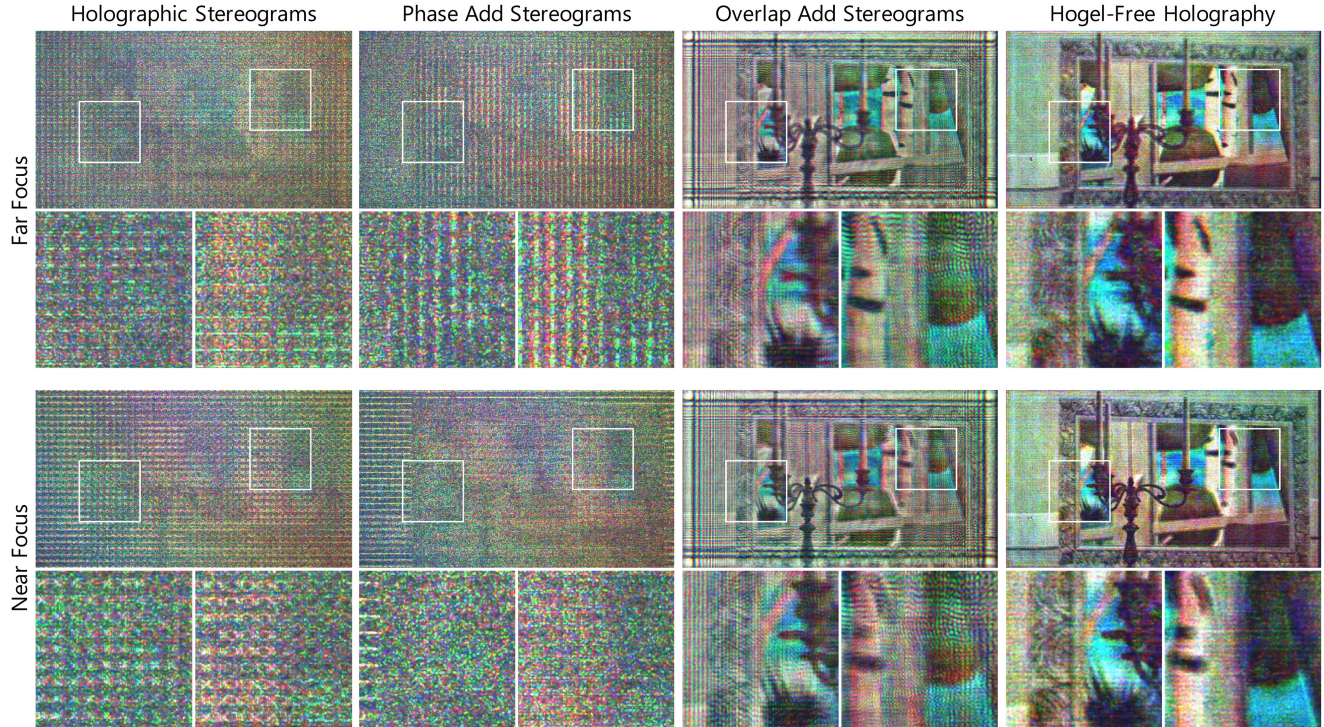 Holographic Stereograms
Phase Add Stereograms
Overlap Add Stereograms
Hogel-Free Holography
Far Focus
Near Focus